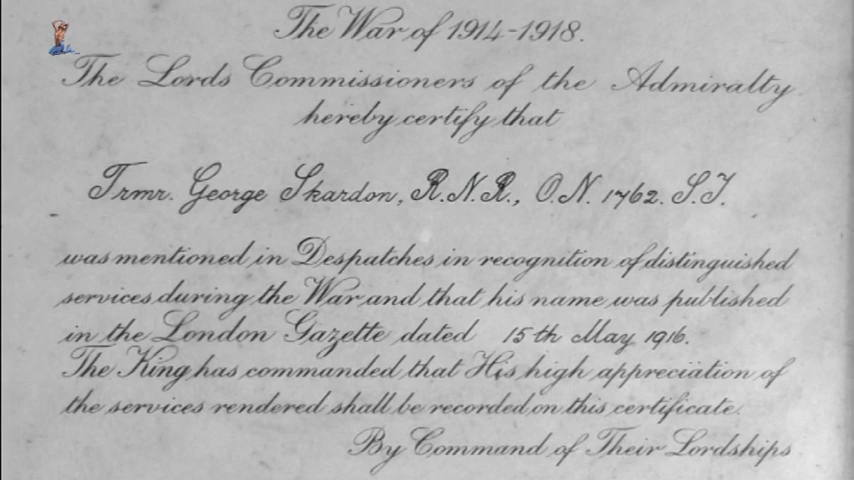 The War of 1914-1918.
The Lords Commissioners of the Admiralty
hereby certify that
Trmr. George Skardon, R.N.R., O.N. 1762. S.T.
was mentioned in Despatches in recognition of distinguished
services during the War and that his name was published
in the London Gazette dated 15th May 1916.
The King has commanded that His high appreciation of
the services rendered shall be recorded on this certificate.
By Command of Their Lordships